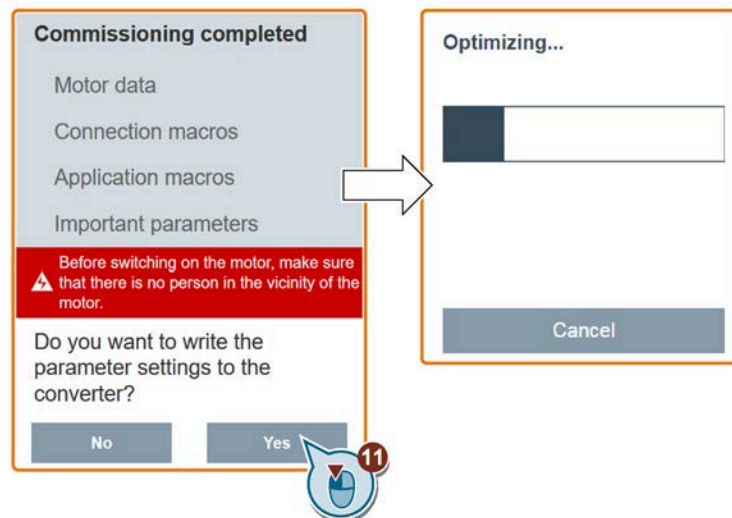 Commissioning completed
Motor data
Connection macros
Application macros
Important parameters
Before switching on the motor, make sure
that there is no person in the vicinity of the
motor.
Do you want to write the
parameter settings to the
converter?
No
Yes
11
Optimizing...
Cancel